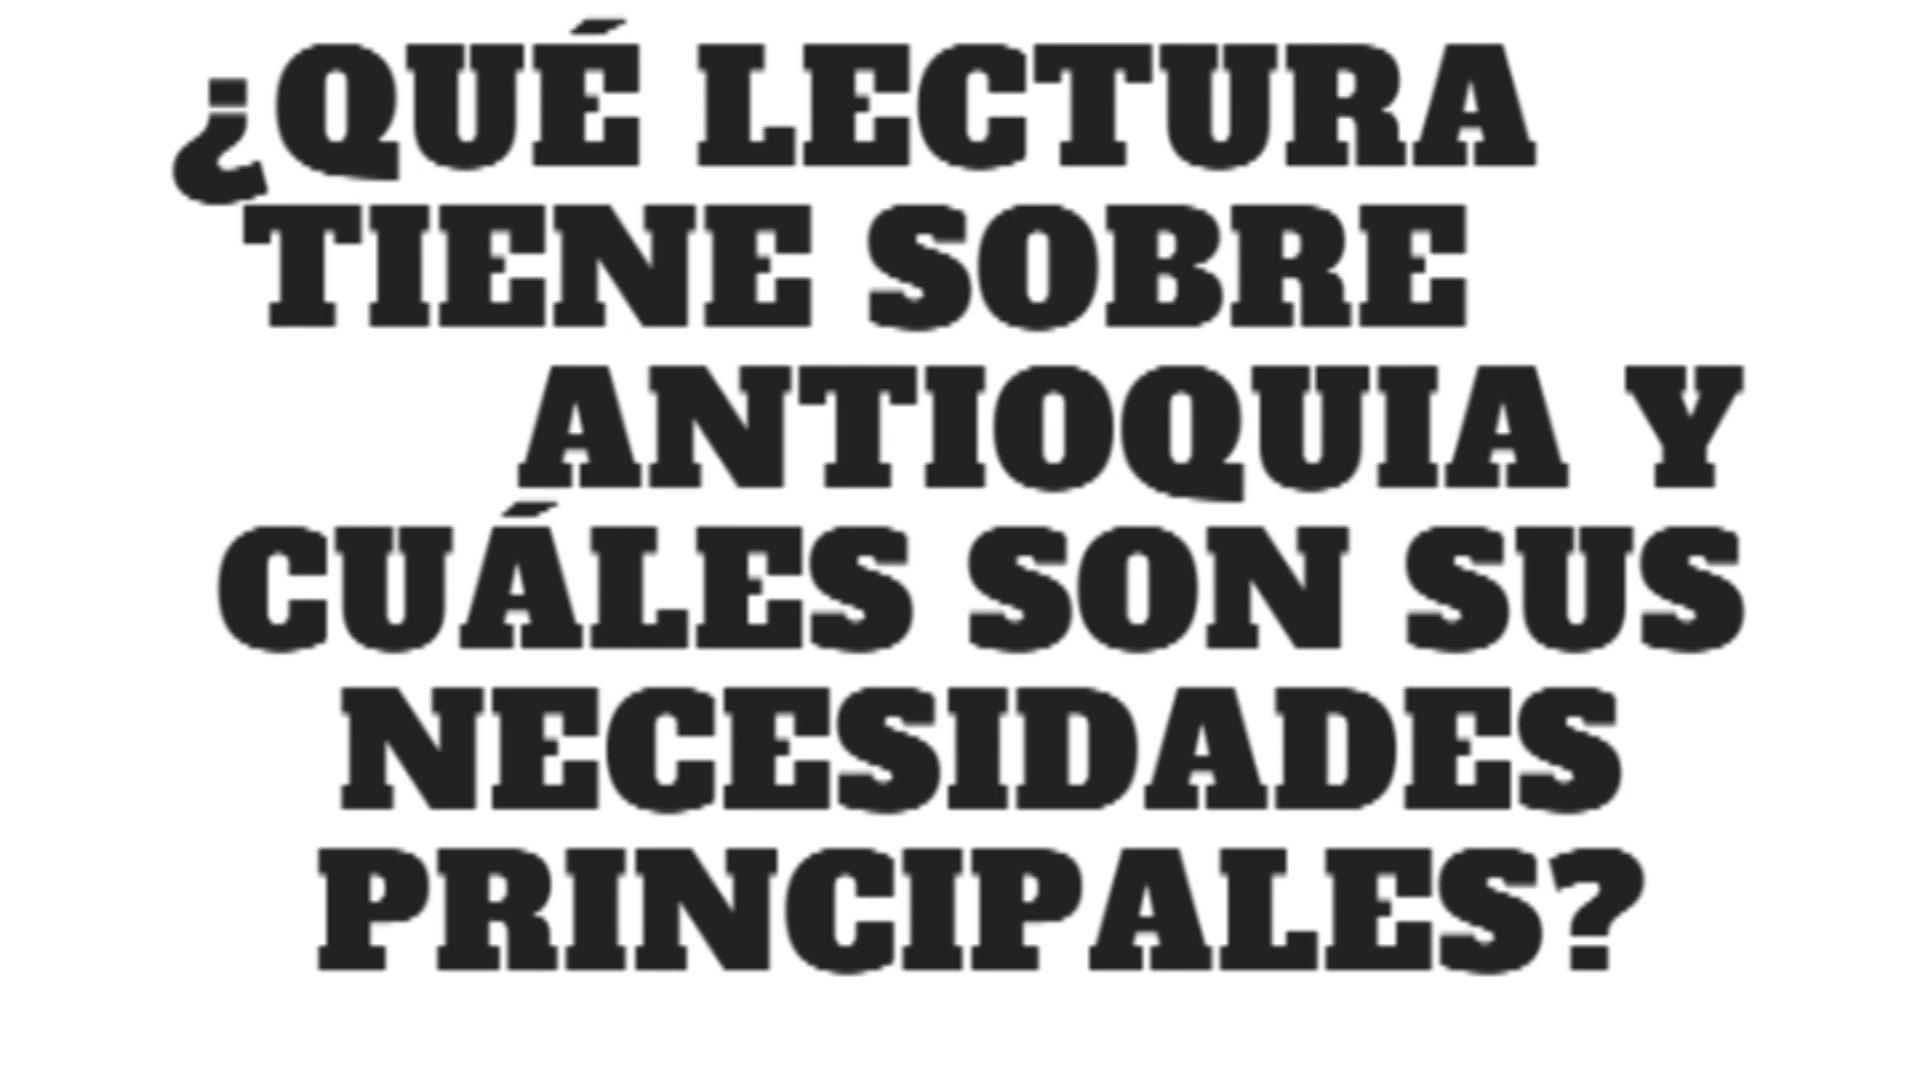 ¿QUÉ LECTURA
TIENE SOBRE
ANTIOQUIA Y
CUÁLES SON SUS
NECESIDADES
PRINCIPALES?